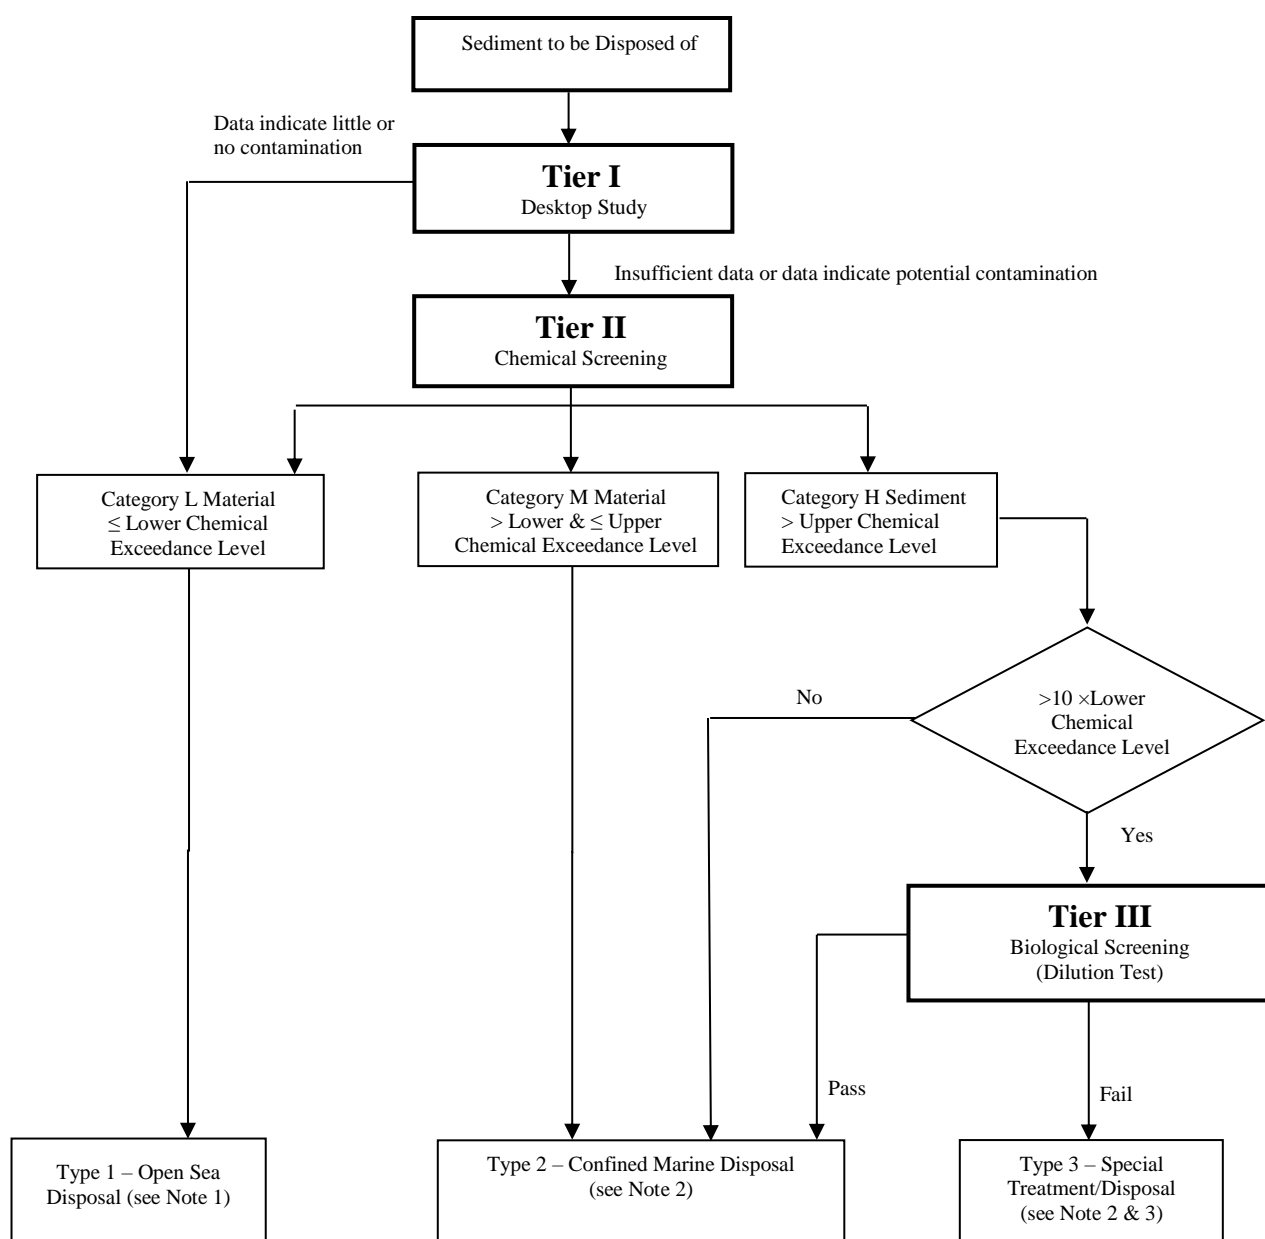 Sediment to be Disposed of
Data indicate little or
no contamination
Tier I
Desktop Study
Insufficient data or data indicate potential contamination
Tier II
Chemical Screening
Category L Material
≤ Lower Chemical
Exceedance Level
Category M Material
> Lower & ≤ Upper
Chemical Exceedance Level
Category H Sediment
> Upper Chemical
Exceedance Level
No
>10 ×Lower
Chemical
Exceedance Level
Yes
Tier III
Biological Screening
(Dilution Test)
Pass
Fail
Type 1 – Open Sea
Disposal (see Note 1)
Type 2 – Confined Marine Disposal
(see Note 2)
Type 3 – Special
Treatment/Disposal
(see Note 2 & 3)